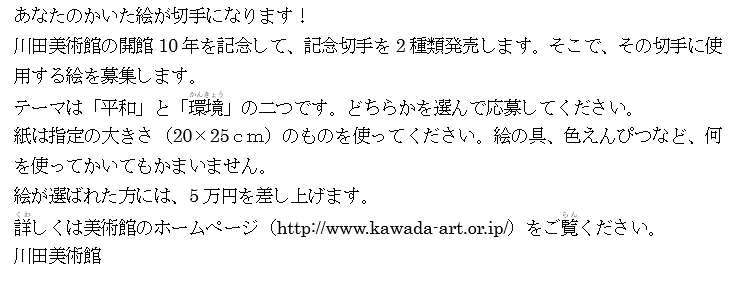 あなたのかいた絵が切手になります！
川田美術館の開館 10 年を記念して、記念切手を 2 種類発売します。そこで、その切手に使
用する絵を募集します。
テーマは「平和」と「環境」の二つです。どちらかを選んで応募してください。
紙は指定の大きさ（20×25ｃｍ）のものを使ってください。絵の具、色えんぴつなど、何
を使ってかいてもかまいません。
絵が選ばれた方には、5 万円を差し上げます。
詳しくは美術館のホームページ（http://www.kawada-art.or.ip/）をご覧ください。
川田美術館